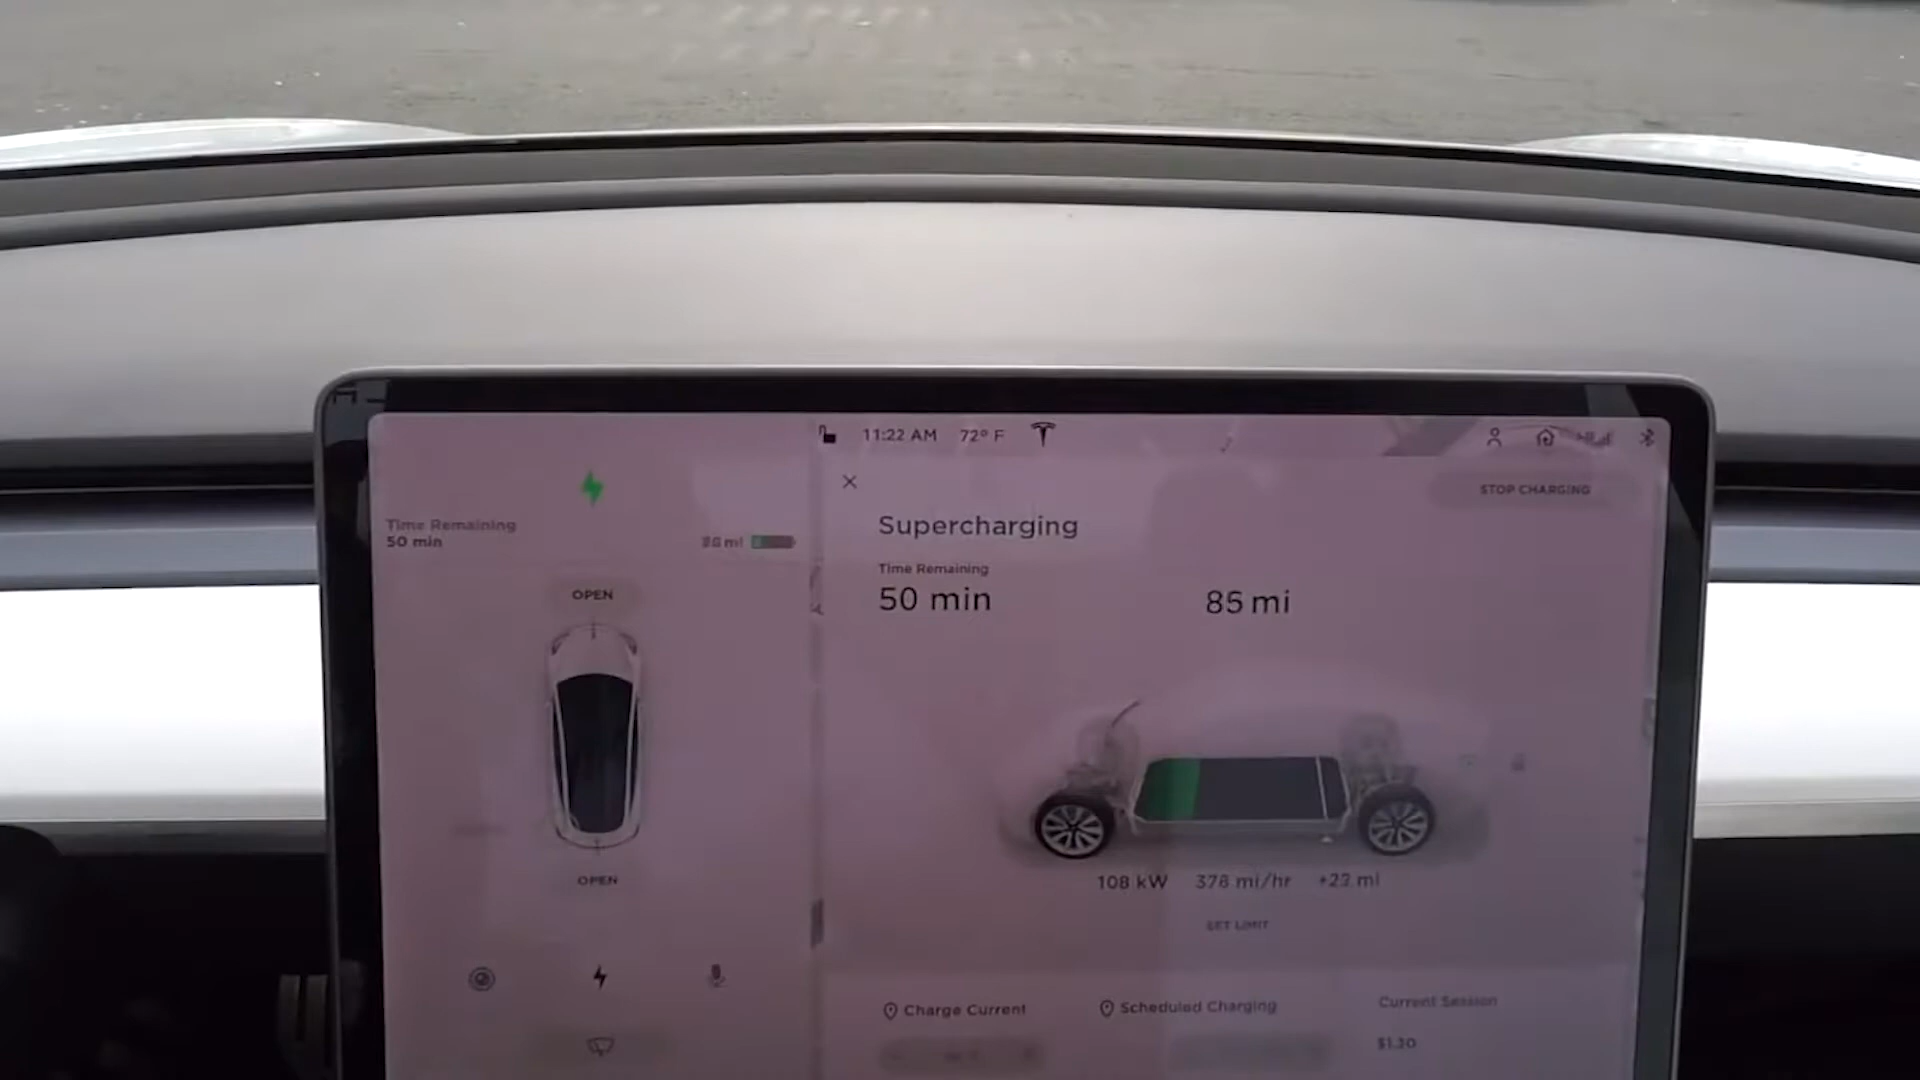 11:22 AM 72° F
STOP CHARGING
Time Remaining
50 min
OPEN
OPEN
Supercharging
Time Remaining
50 min
85 mi
108 kW 378 mi/hr +23 mi
SET LIMIT
Charge Current
Scheduled Charging
Current Session
$1.20